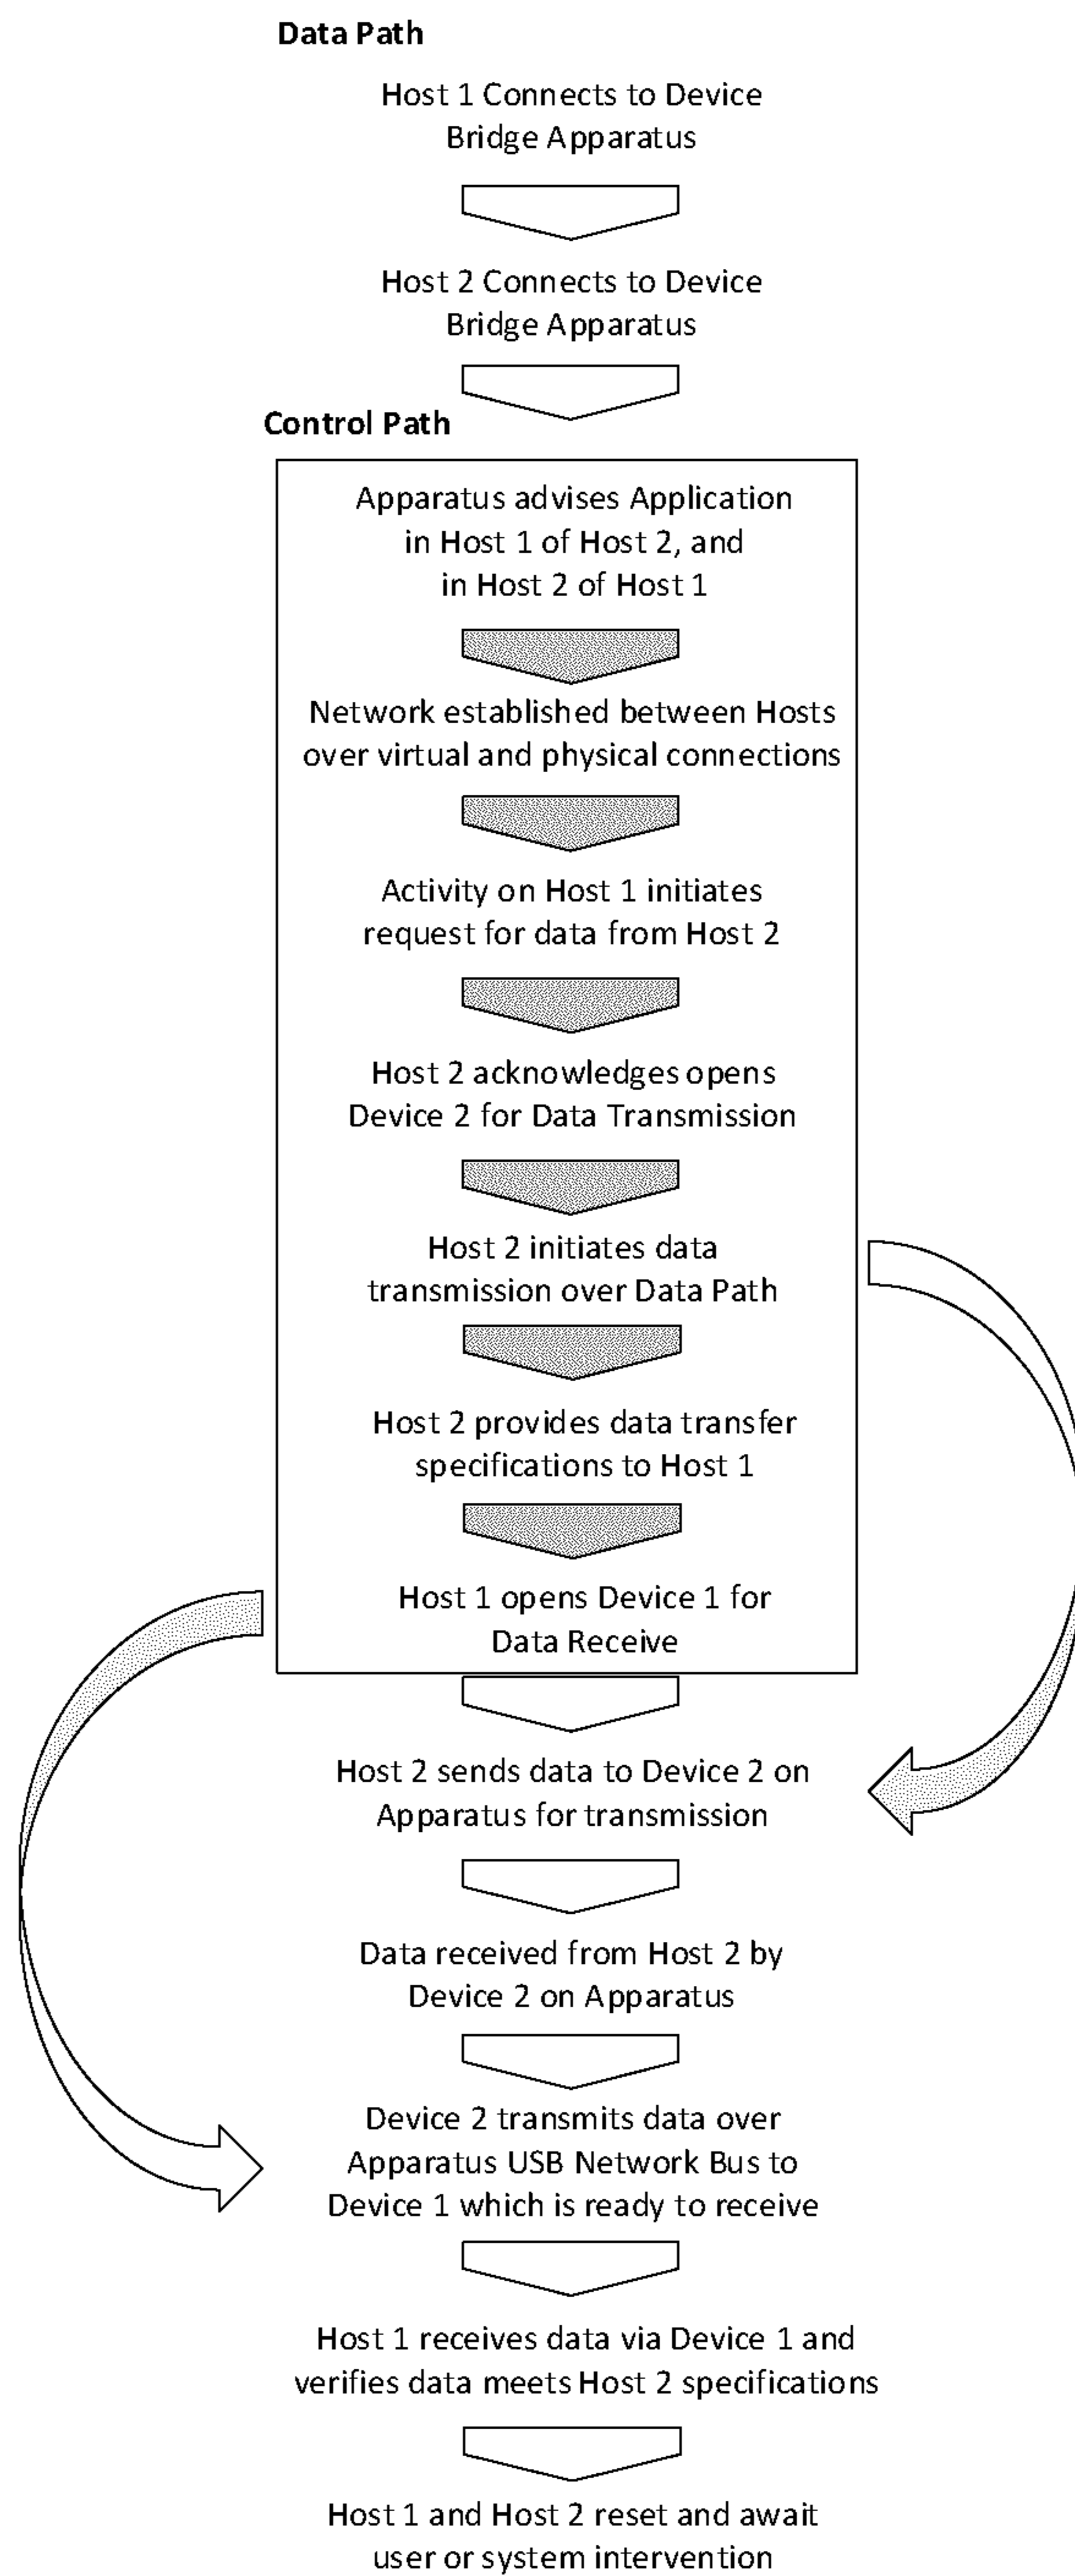 Data Path
Host 1 Connects to Device
Bridge Apparatus
Host 2 Connects to Device
Bridge Apparatus
Control Path
Apparatus advises Application
in Host 1 of Host 2, and
in Host 2 of Host 1
Network established between Hosts
over virtual and physical connections
Activity on Host 1 initiates
request for data from Host 2
Host 2 acknowledges opens
Device 2 for Data Transmission
Host 2 initiates data
transmission over Data Path
Host 2 provides data transfer
specifications to Host 1
Host 1 opens Device 1 for
Data Receive
Host 2 sends data to Device 2 on
Apparatus for transmission
Data received from Host 2 by
Device 2 on Apparatus
Device 2 transmits data over
Apparatus USB Network Bus to
Device 1 which is ready to receive
Host 1 receives data via Device 1 and
verifies data meets Host 2 specifications
Host 1 and Host 2 reset and await
user or system intervention